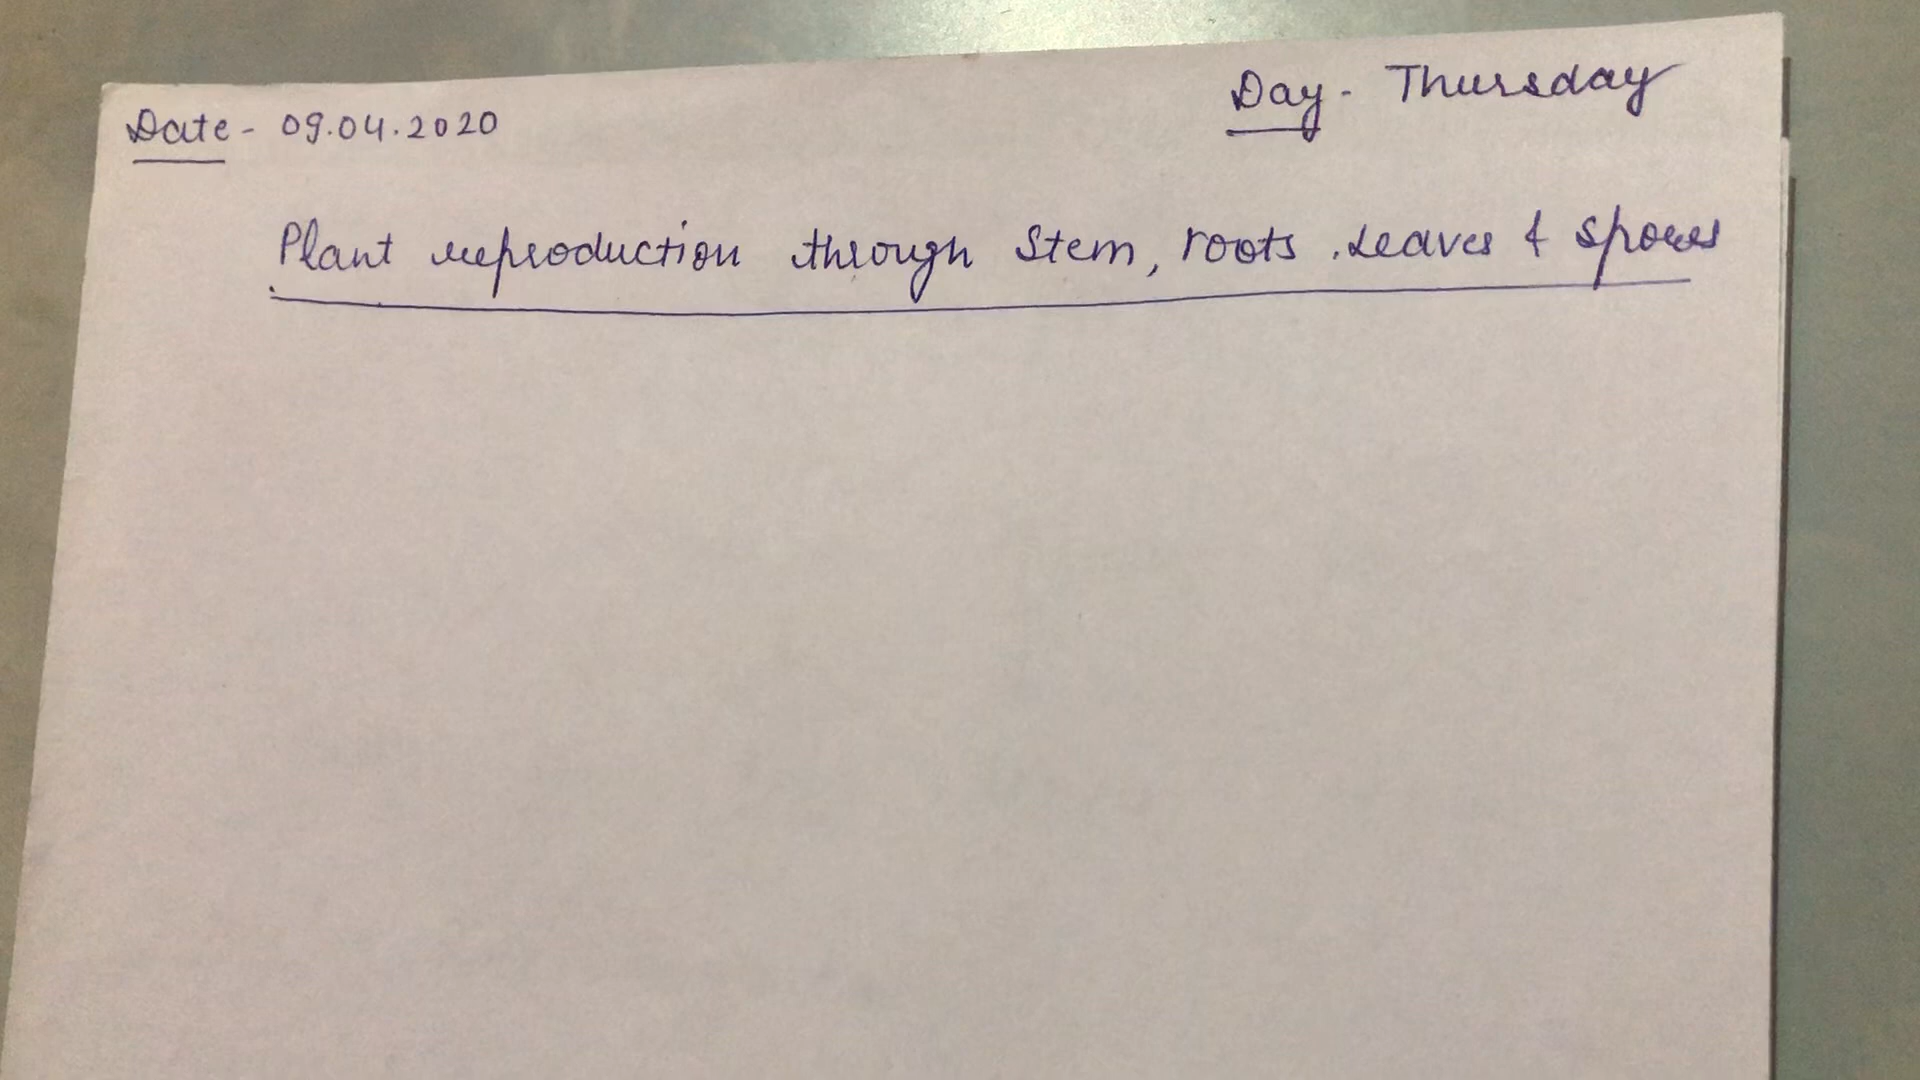 Date - 09.04.2020
Day - Thursday
Plant reproduction through Stem, roots, Leaves & Spores